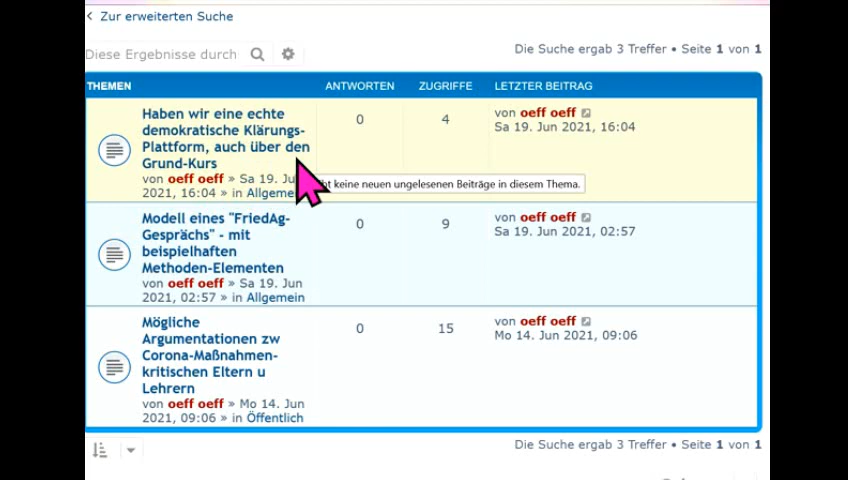 Zur erweiterten Suche
Diese Ergebnisse durch
Die Suche ergab 3 Treffer • Seite 1 von 1
THEMEN ANTWORTEN ZUGRIFFE LETZTER BEITRAG
Haben wir eine echte
demokratische Klärungs-
Plattform, auch über den
Grund-Kurs
von oeff oeff » Sa 19.
2021, 16:04 » in
0
4
von oeff oeff
Sa 19. Jun 2021, 16:04
keine neuen ungelesenen Beiträge in diesem Thema.
Modell eines "FriedAg-
Gesprächs" - mit
beispielhaften
Methoden-Elementen
von oeff oeff » Sa 19. Jun
2021, 02:57 » in Allgemein
0
9
von oeff oeff
Sa 19. Jun 2021, 02:57
Mögliche
Argumentationen zw
Corona-Maßnahmen-
kritischen Eltern u
Lehrern
von oeff oeff » Mo 14. Jun
2021, 09:06 » in Öffentlich
0
15
von oeff oeff
Mo 14. Jun 2021, 09:06
Die Suche ergab 3 Treffer • Seite 1 von 1